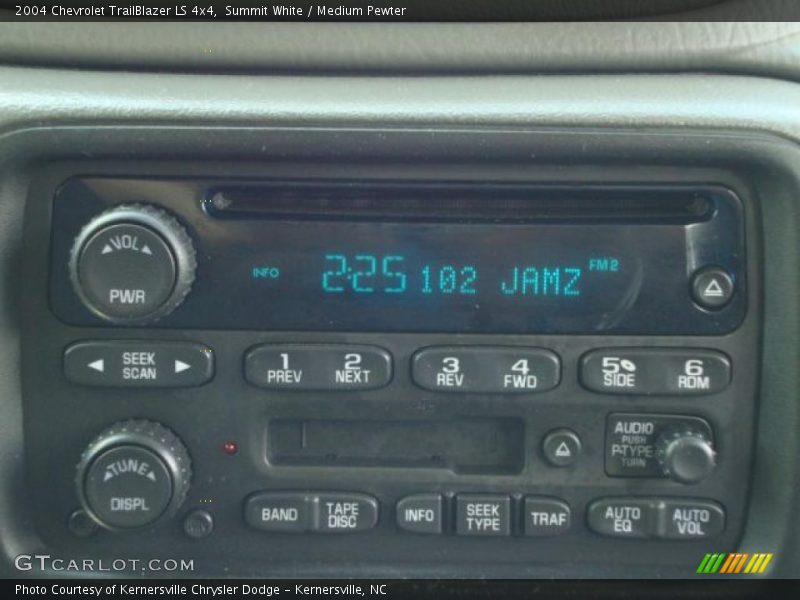 2004 Chevrolet TrailBlazer LS 4x4, Summit White / Medium Pewter
VOL
PWR
INFO 2:25 102 JAMZ FM2
SEEK
SCAN
1
PREV
2
NEXT
3
REV
4
FWD
5
SIDE
6
RDM
TUNE
DISPL
AUDIO
PUSH
P-TYPE
TURN
BAND
TAPE
DISC
INFO
SEEK
TYPE
TRAF
AUTO
EQ
AUTO
VOL
GTCARLOT.COM
Photo Courtesy of Kernersville Chrysler Dodge – Kernersville, NC